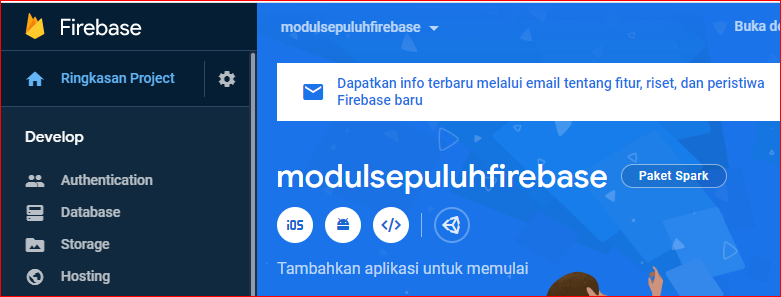 Firebase
Ringkasan Project
Develop
Authentication
Database
Storage
Hosting
modulsepuluhfirebase
Buka do
Dapatkan info terbaru melalui email tentang fitur, riset, dan peristiwa
Firebase baru
modulsepuluhfirebase
Paket Spark
iOS
Tambahkan aplikasi untuk memulai